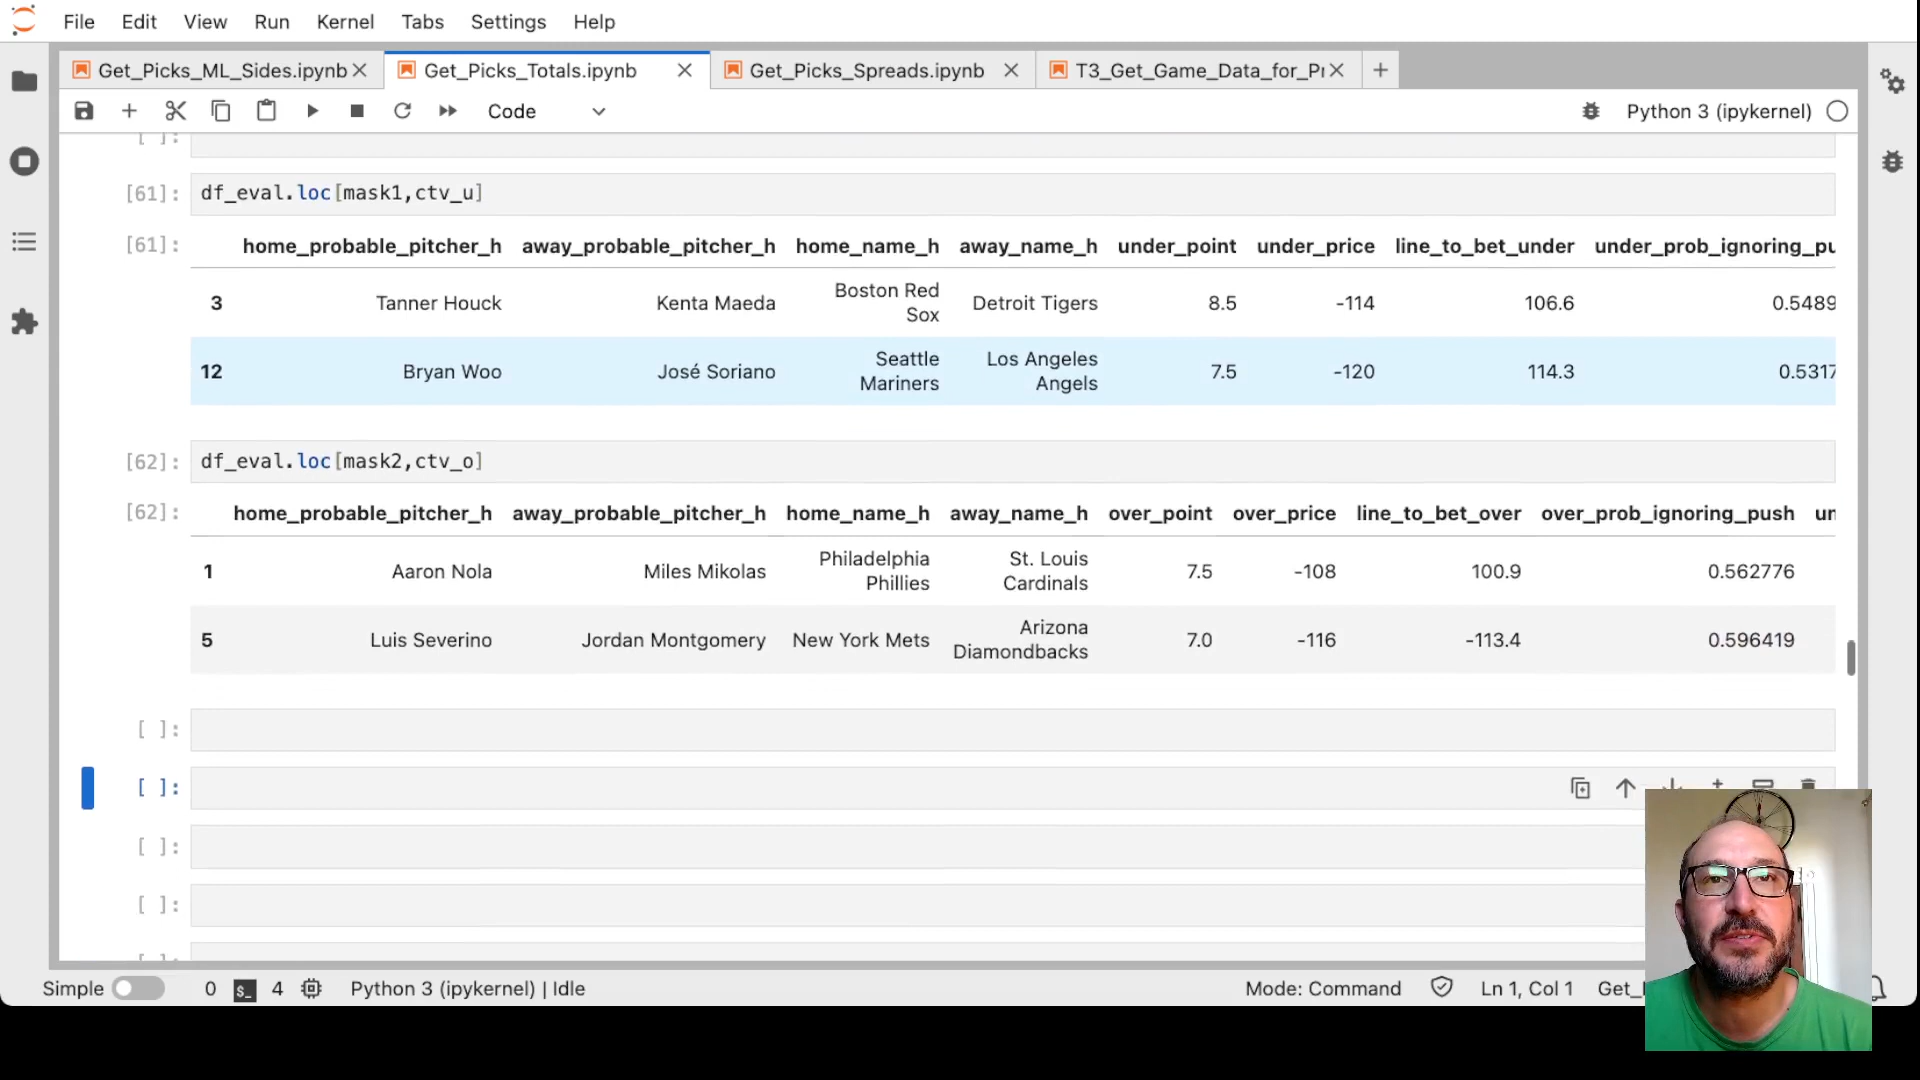 File Edit View Run Kernel Tabs Settings Help
Get_Picks_ML_Sides.ipynb Get_Picks_Totals.ipynb Get_Picks_Spreads.ipynb T3_Get_Game_Data_for_Pr
Code Python 3 (ipykernel)
[ ]:
[61]: df_eval.loc[mask1,ctv_u]
[61]: home_probable_pitcher_h away_probable_pitcher_h home_name_h away_name_h under_point under_price line_to_bet_under under_prob_ignoring_pu
3 Tanner Houck Kenta Maeda Boston Red Sox Detroit Tigers 8.5 -114 106.6 0.5489
12 Bryan Woo José Soriano Seattle Mariners Los Angeles Angels 7.5 -120 114.3 0.5317
[62]: df_eval.loc[mask2,ctv_o]
[62]: home_probable_pitcher_h away_probable_pitcher_h home_name_h away_name_h over_point over_price line_to_bet_over over_prob_ignoring_push un
1 Aaron Nola Miles Mikolas Philadelphia Phillies St. Louis Cardinals 7.5 -108 100.9 0.562776
5 Luis Severino Jordan Montgomery New York Mets Arizona Diamondbacks 7.0 -116 -113.4 0.596419
[ ]:
[ ]:
[ ]:
[ ]:
[ ]:
Simple 0 $_ 4 Python 3 (ipykernel) | Idle Mode: Command Ln 1, Col 1 Get_